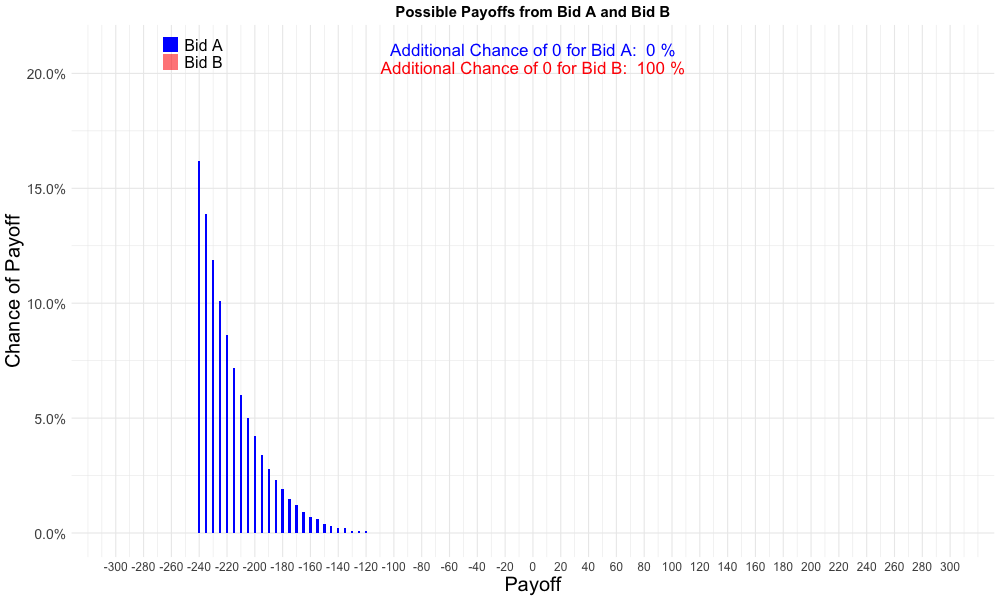 Possible Payoffs from Bid A and Bid B
Bid A
Bid B
Additional Chance of 0 for Bid A:  0 %
Additional Chance of 0 for Bid B:  100 %
Chance of Payoff
20.0%
15.0%
10.0%
5.0%
0.0%
-300 -280 -260 -240 -220 -200 -180 -160 -140 -120 -100 -80 -60 -40 -20 0 20 40 60 80 100 120 140 160 180 200 220 240 260 280 300
Payoff